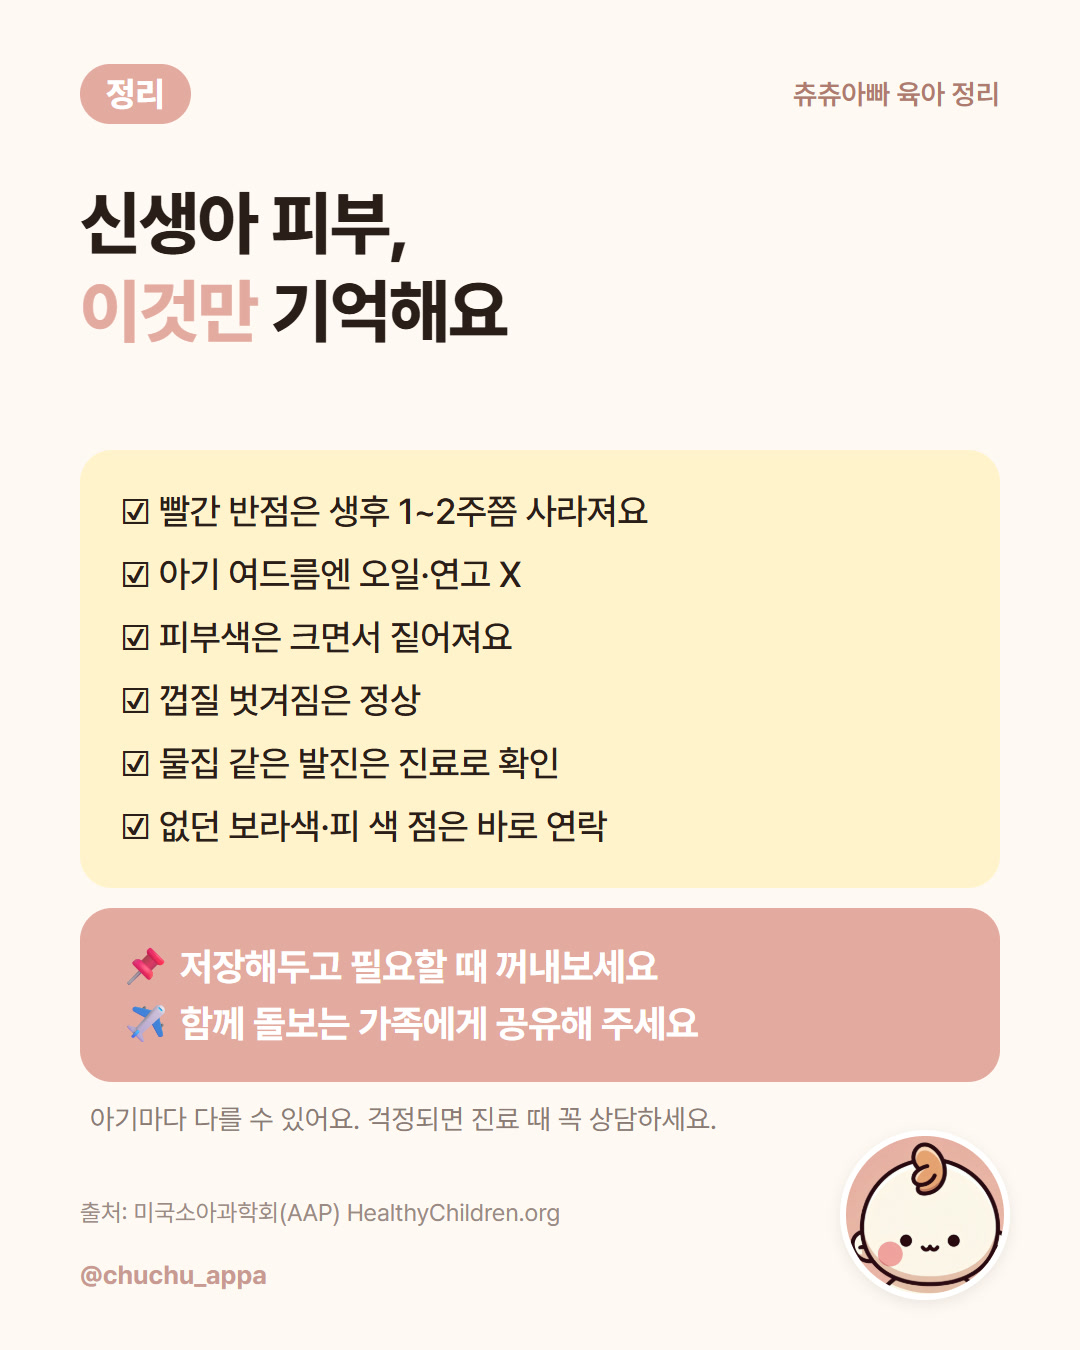 정리
츄츄아빠 육아 정리
신생아 피부,
이것만 기억해요
☑ 빨간 반점은 생후 1~2주쯤 사라져요
☑ 아기 여드름엔 오일·연고 X
☑ 피부색은 크면서 짙어져요
☑ 껍질 벗겨짐은 정상
☑ 물집 같은 발진은 진료로 확인
☑ 없던 보라색·피 색 점은 바로 연락
📌 저장해두고 필요할 때 꺼내보세요
✈️ 함께 돌보는 가족에게 공유해 주세요
아기마다 다를 수 있어요. 걱정되면 진료 때 꼭 상담하세요.
출처: 미국소아과학회(AAP) HealthyChildren.org
@chuchu_appa